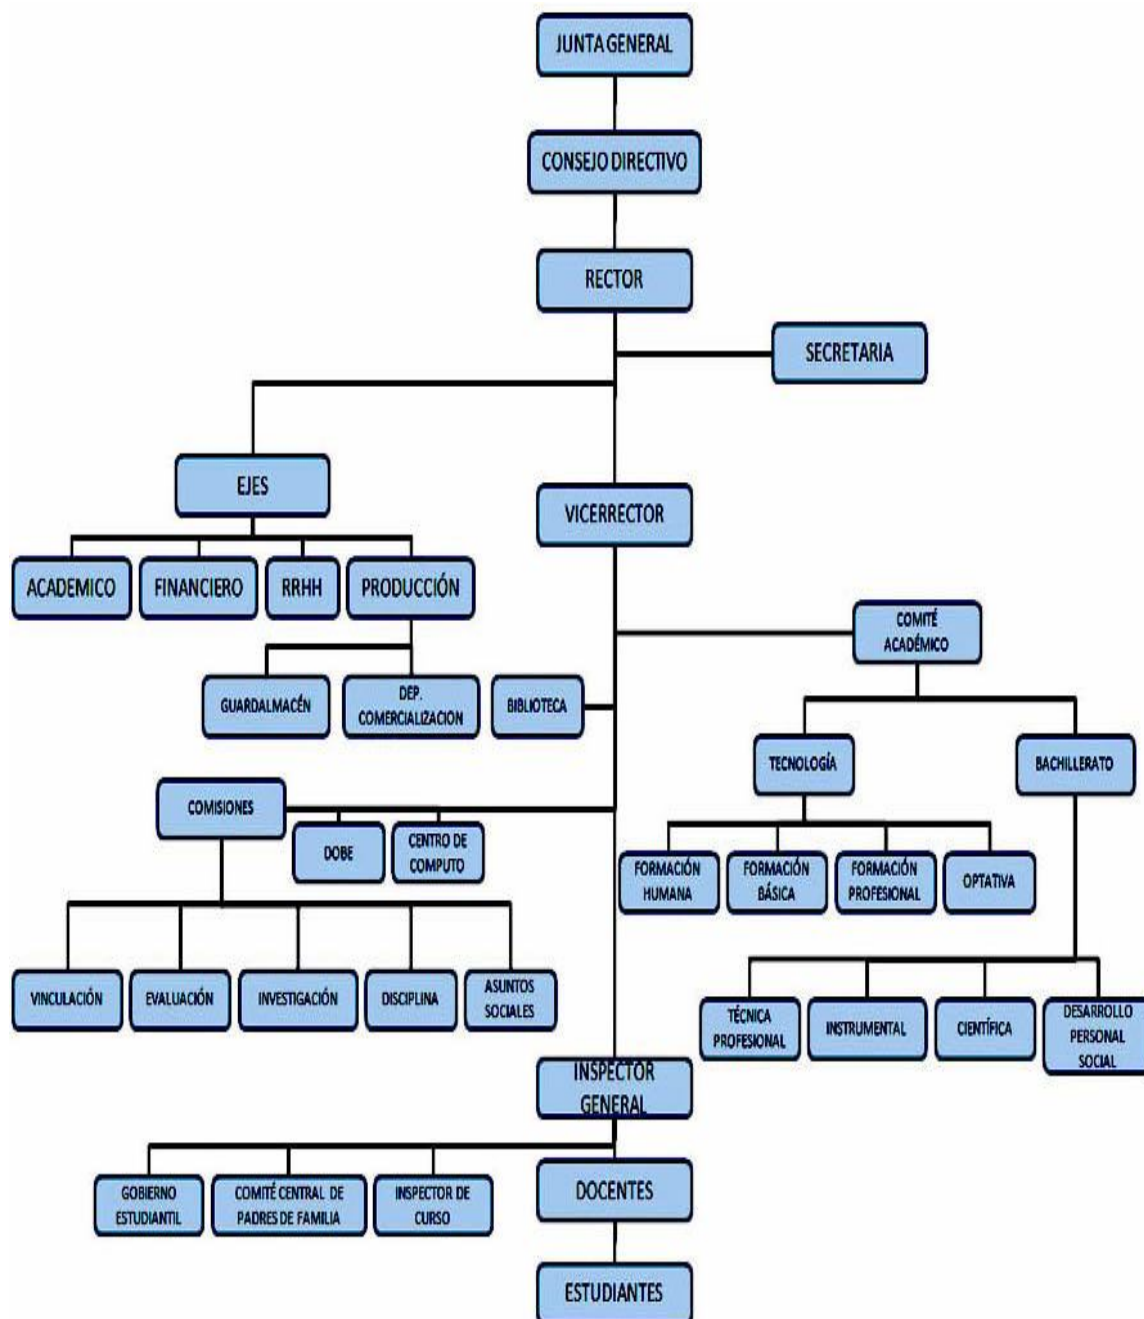 JUNTA GENERAL
CONSEJO DIRECTIVO
RECTOR
SECRETARIA
EJES
VICERRECTOR
ACADEMICO
FINANCIERO
RRHH
PRODUCCIÓN
COMITÉ
ACADÉMICO
GUARDALMACÉN
DEP.
COMERCIALIZACION
BIBLIOTECA
TECNOLOGÍA
BACHILLERATO
COMISIONES
DOBE
CENTRO DE
COMPUTO
FORMACIÓN
HUMANA
FORMACIÓN
BÁSICA
FORMACIÓN
PROFESIONAL
OPTATIVA
VINCULACIÓN
EVALUACIÓN
INVESTIGACIÓN
DISCIPLINA
ASUNTOS
SOCIALES
TÉCNICA
PROFESIONAL
INSTRUMENTAL
CIENTÍFICA
DESARROLLO
PERSONAL
SOCIAL
INSPECTOR
GENERAL
GOBIERNO
ESTUDIANTIL
COMITÉ CENTRAL DE
PADRES DE FAMILIA
INSPECTOR DE
CURSO
DOCENTES
ESTUDIANTES